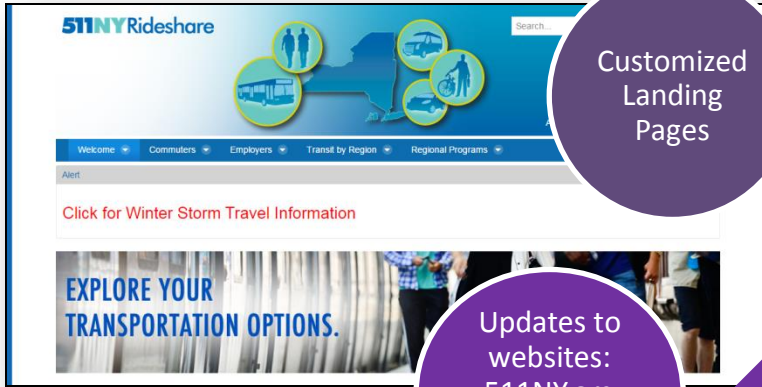 511NYRideshare
Search...
Customized
Landing
Pages
Welcome Commuters Employers Transit by Region Regional Programs
Alert
Click for Winter Storm Travel Information
EXPLORE YOUR
TRANSPORTATION OPTIONS.
Updates to
websites: